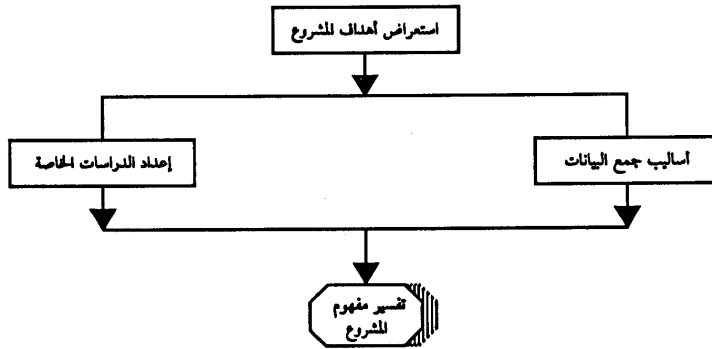 استعراض أهداف المشروع
أساليب جمع البيانات
إعداد الدراسات الخاصة
تفسير مفهوم
المشروع